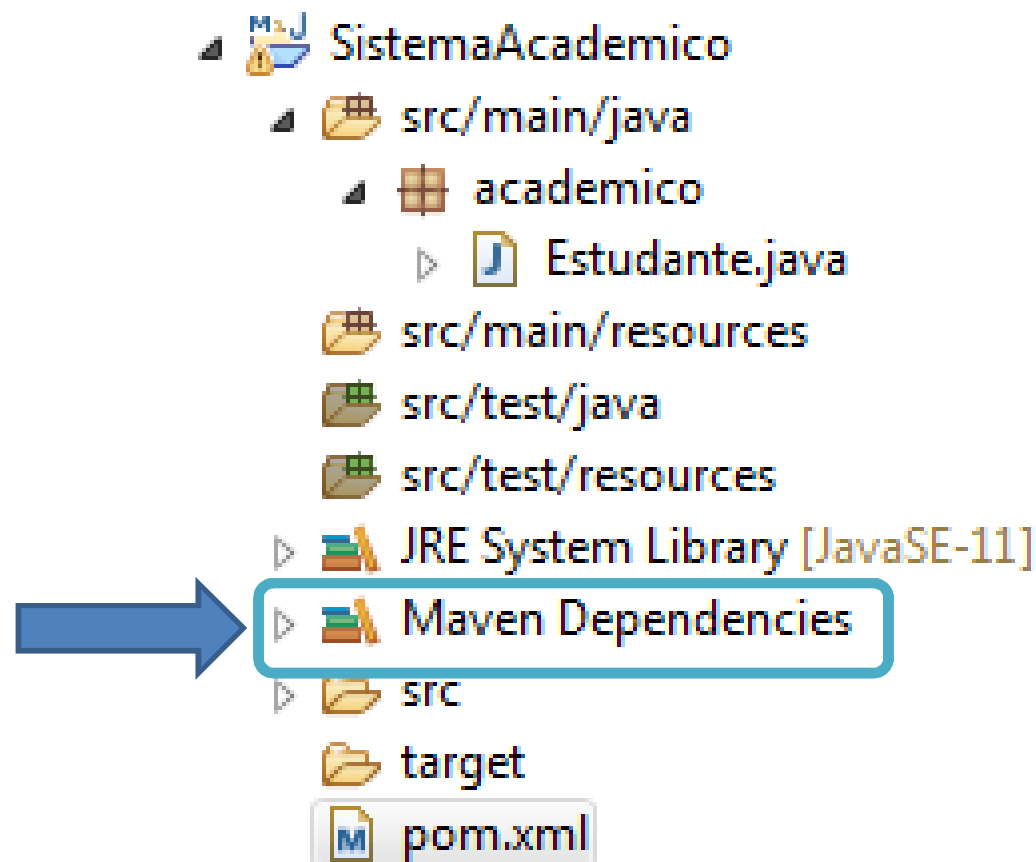 SistemaAcademico
src/main/java
academico
Estudante.java
src/main/resources
src/test/java
src/test/resources
JRE System Library [JavaSE-11]
Maven Dependencies
src
target
pom.xml